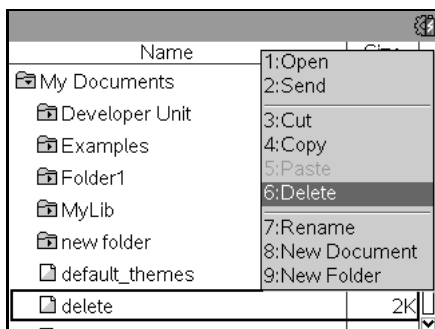 Name
My Documents
Developer Unit
Examples
Folder1
MyLib
new folder
default_themes
delete 2K
1:Open
2:Send
3:Cut
4:Copy
5:Paste
6:Delete
7:Rename
8:New Document
9:New Folder